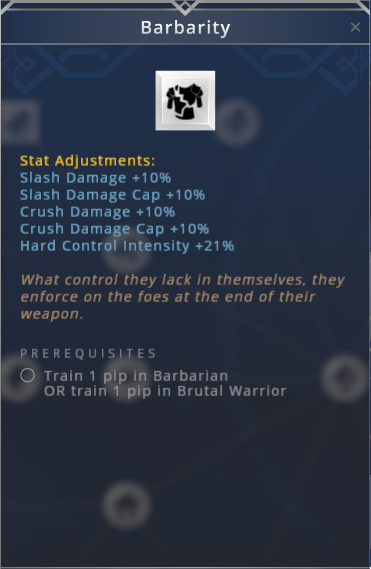 Barbarity
Stat Adjustments:
Slash Damage +10%
Slash Damage Cap +10%
Crush Damage +10%
Crush Damage Cap +10%
Hard Control Intensity +21%
What control they lack in themselves, they
enforce on the foes at the end of their
weapon.
PREREQUISITES
Train 1 pip in Barbarian
OR train 1 pip in Brutal Warrior